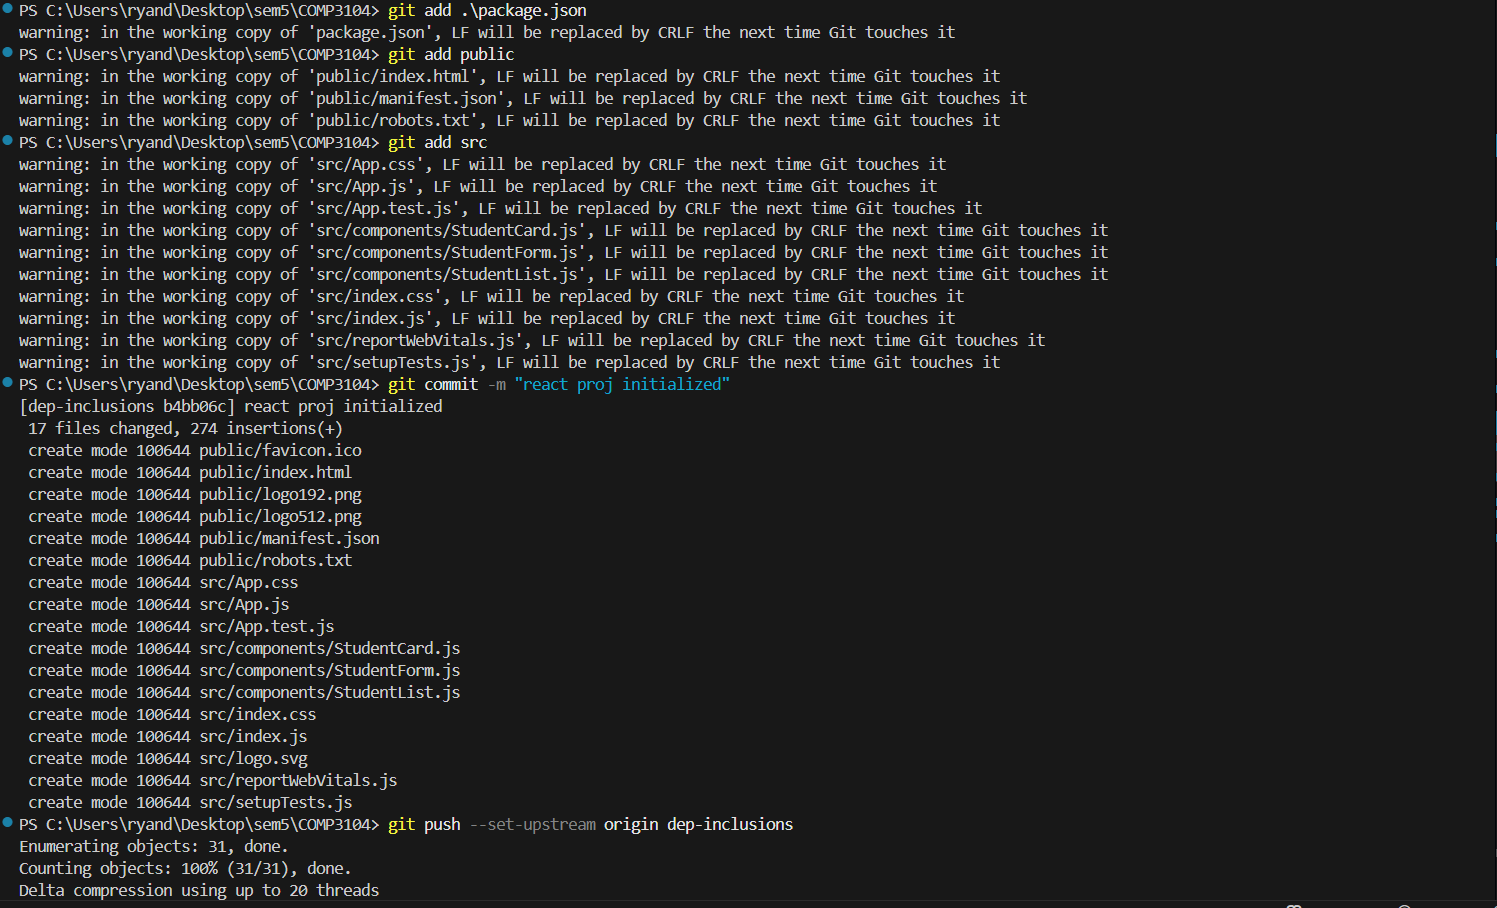 PS C:\Users\ryand\Desktop\sem5\COMP3104> git add .\package.json
warning: in the working copy of 'package.json', LF will be replaced by CRLF the next time Git touches it
PS C:\Users\ryand\Desktop\sem5\COMP3104> git add public
warning: in the working copy of 'public/index.html', LF will be replaced by CRLF the next time Git touches it
warning: in the working copy of 'public/manifest.json', LF will be replaced by CRLF the next time Git touches it
warning: in the working copy of 'public/robots.txt', LF will be replaced by CRLF the next time Git touches it
PS C:\Users\ryand\Desktop\sem5\COMP3104> git add src
warning: in the working copy of 'src/App.css', LF will be replaced by CRLF the next time Git touches it
warning: in the working copy of 'src/App.js', LF will be replaced by CRLF the next time Git touches it
warning: in the working copy of 'src/App.test.js', LF will be replaced by CRLF the next time Git touches it
warning: in the working copy of 'src/components/StudentCard.js', LF will be replaced by CRLF the next time Git touches it
warning: in the working copy of 'src/components/StudentForm.js', LF will be replaced by CRLF the next time Git touches it
warning: in the working copy of 'src/components/StudentList.js', LF will be replaced by CRLF the next time Git touches it
warning: in the working copy of 'src/index.css', LF will be replaced by CRLF the next time Git touches it
warning: in the working copy of 'src/index.js', LF will be replaced by CRLF the next time Git touches it
warning: in the working copy of 'src/reportWebVitals.js', LF will be replaced by CRLF the next time Git touches it
warning: in the working copy of 'src/setupTests.js', LF will be replaced by CRLF the next time Git touches it
PS C:\Users\ryand\Desktop\sem5\COMP3104> git commit -m "react proj initialized"
[dep-inclusions b4bb06c] react proj initialized
 17 files changed, 274 insertions(+)
 create mode 100644 public/favicon.ico
 create mode 100644 public/index.html
 create mode 100644 public/logo192.png
 create mode 100644 public/logo512.png
 create mode 100644 public/manifest.json
 create mode 100644 public/robots.txt
 create mode 100644 src/App.css
 create mode 100644 src/App.js
 create mode 100644 src/App.test.js
 create mode 100644 src/components/StudentCard.js
 create mode 100644 src/components/StudentForm.js
 create mode 100644 src/components/StudentList.js
 create mode 100644 src/index.css
 create mode 100644 src/index.js
 create mode 100644 src/logo.svg
 create mode 100644 src/reportWebVitals.js
 create mode 100644 src/setupTests.js
PS C:\Users\ryand\Desktop\sem5\COMP3104> git push --set-upstream origin dep-inclusions
Enumerating objects: 31, done.
Counting objects: 100% (31/31), done.
Delta compression using up to 20 threads